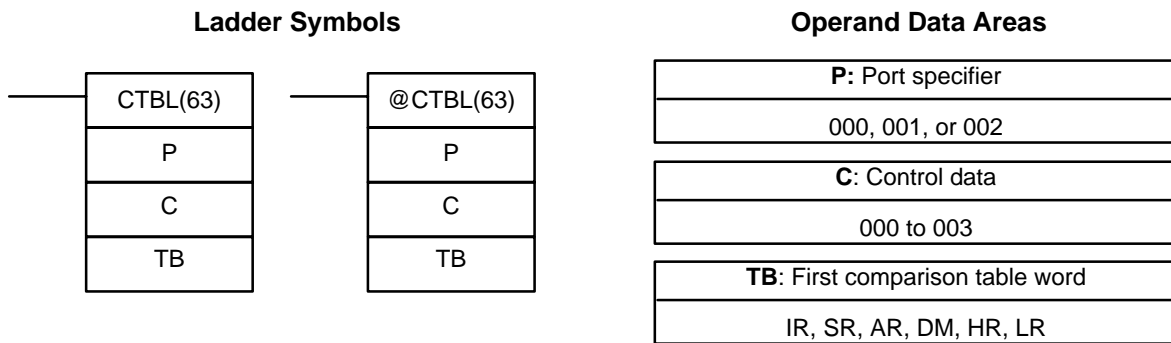 Ladder Symbols
CTBL(63)
P
C
TB
@CTBL(63)
P
C
TB
Operand Data Areas
P: Port specifier
000, 001, or 002
C: Control data
000 to 003
TB: First comparison table word
IR, SR, AR, DM, HR, LR